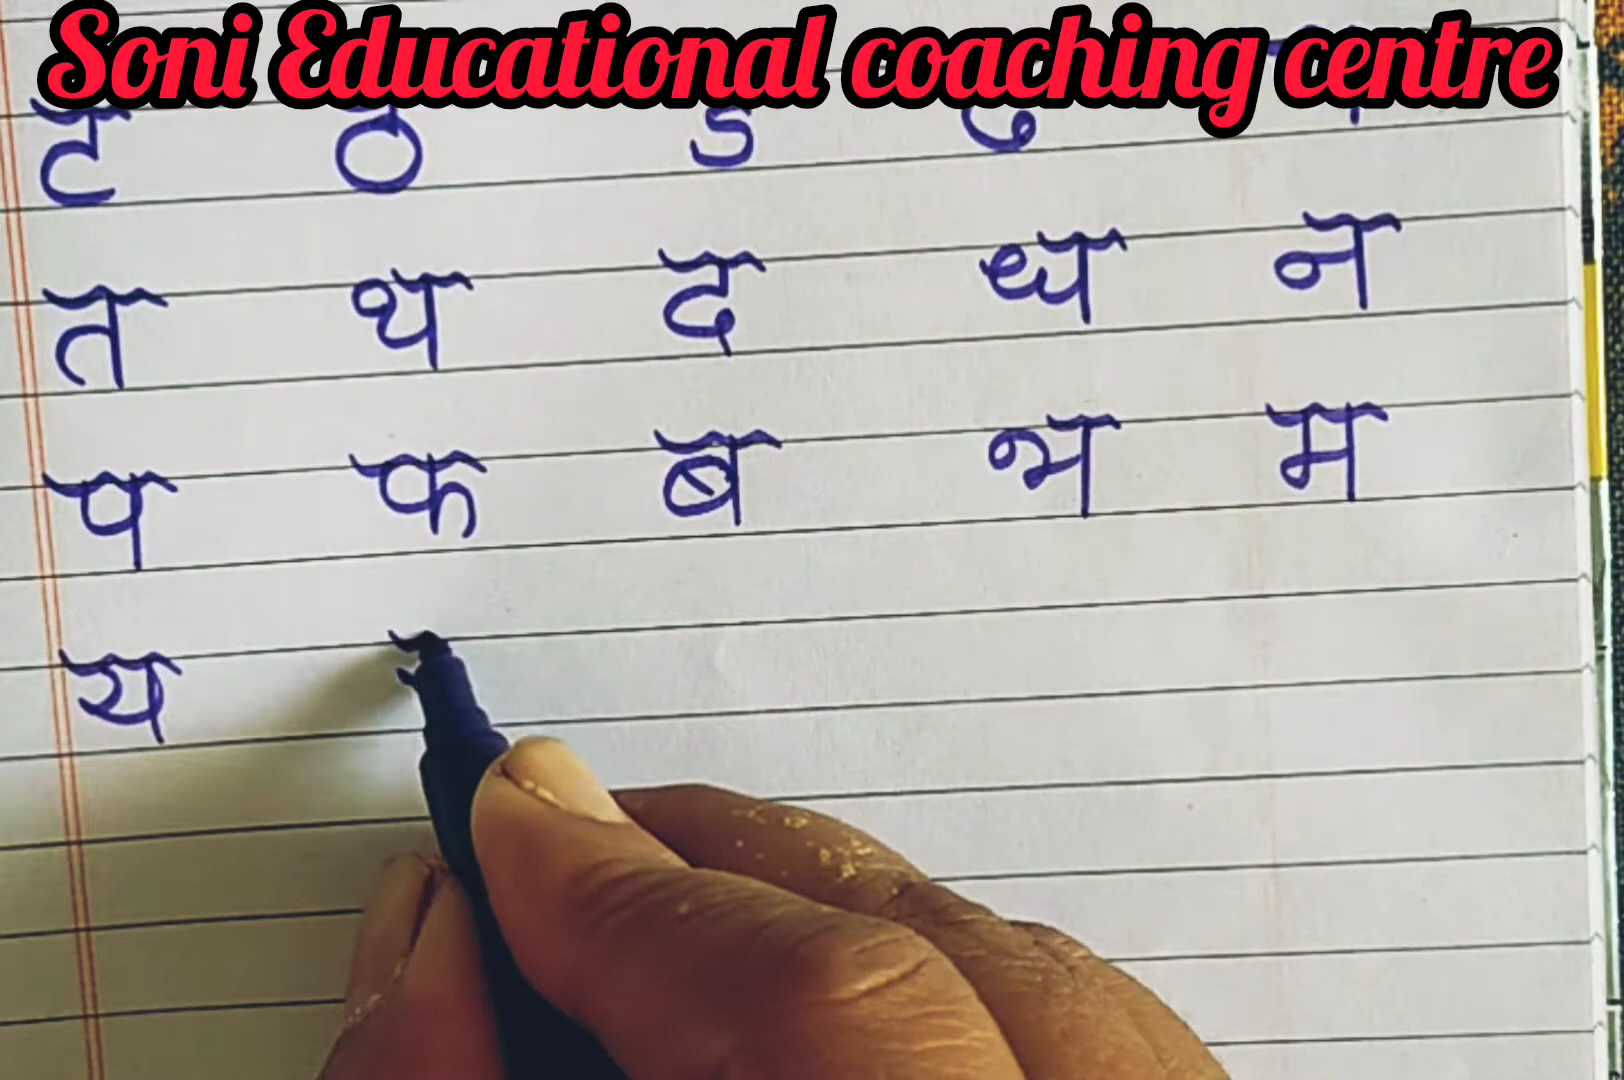 Soni Educational coaching centre
ट ठ ड ढ
त थ द ध न
प फ ब भ म
य